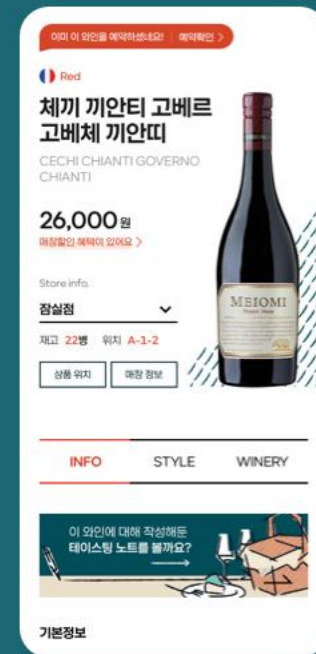 이미 이 와인을 예약하셨네요! 예약확인 >
Red
체끼 끼안티 고베르
고베체 끼안띠
CECHI CHIANTI GOVERNO
CHIANTI
26,000원
매장할인 혜택이 있어요 >
Store info.
잠실점
재고 22병 위치 A-1-2
상품 위치 매장 정보
MEIOMI
INFO STYLE WINERY
이 와인에 대해 작성해둔
테이스팅 노트를 볼까요?
기본정보